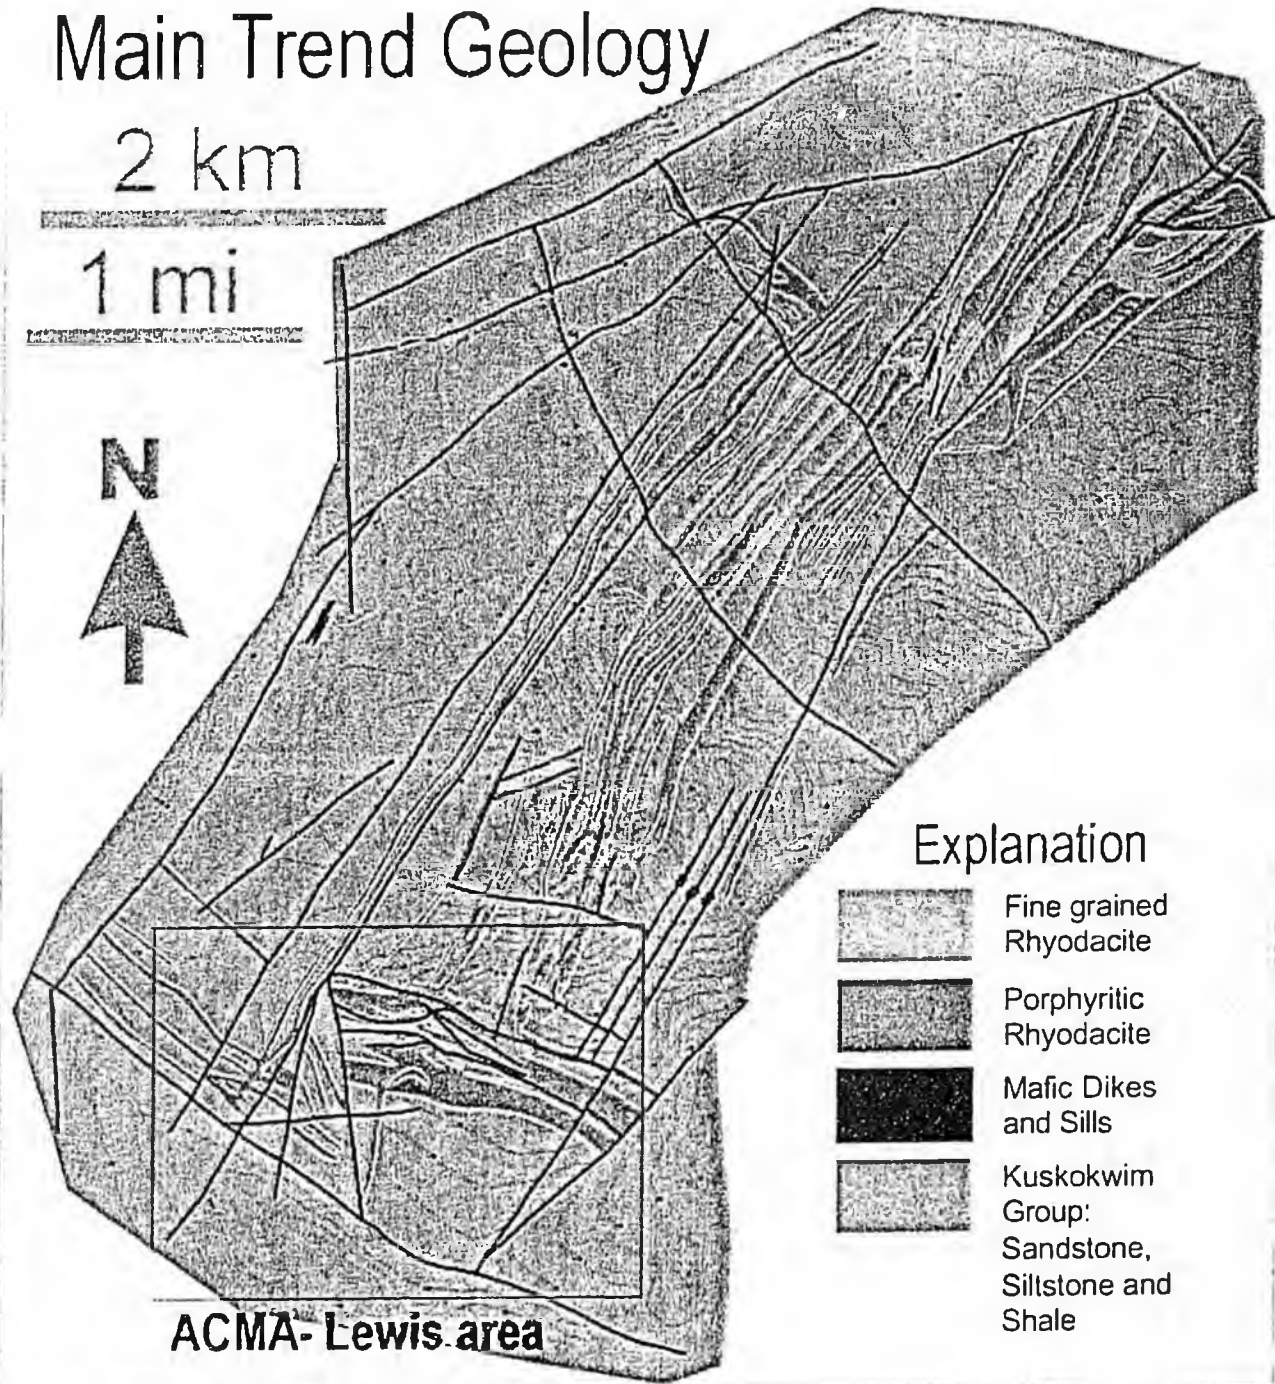 Main Trend Geology
2 km
1 mi
N
Explanation
Fine grained
Rhyodacite
Porphyritic
Rhyodacite
Mafic Dikes
and Sills
Kuskokwim
Group:
Sandstone,
Siltstone and
Shale
ACMA- Lewis area